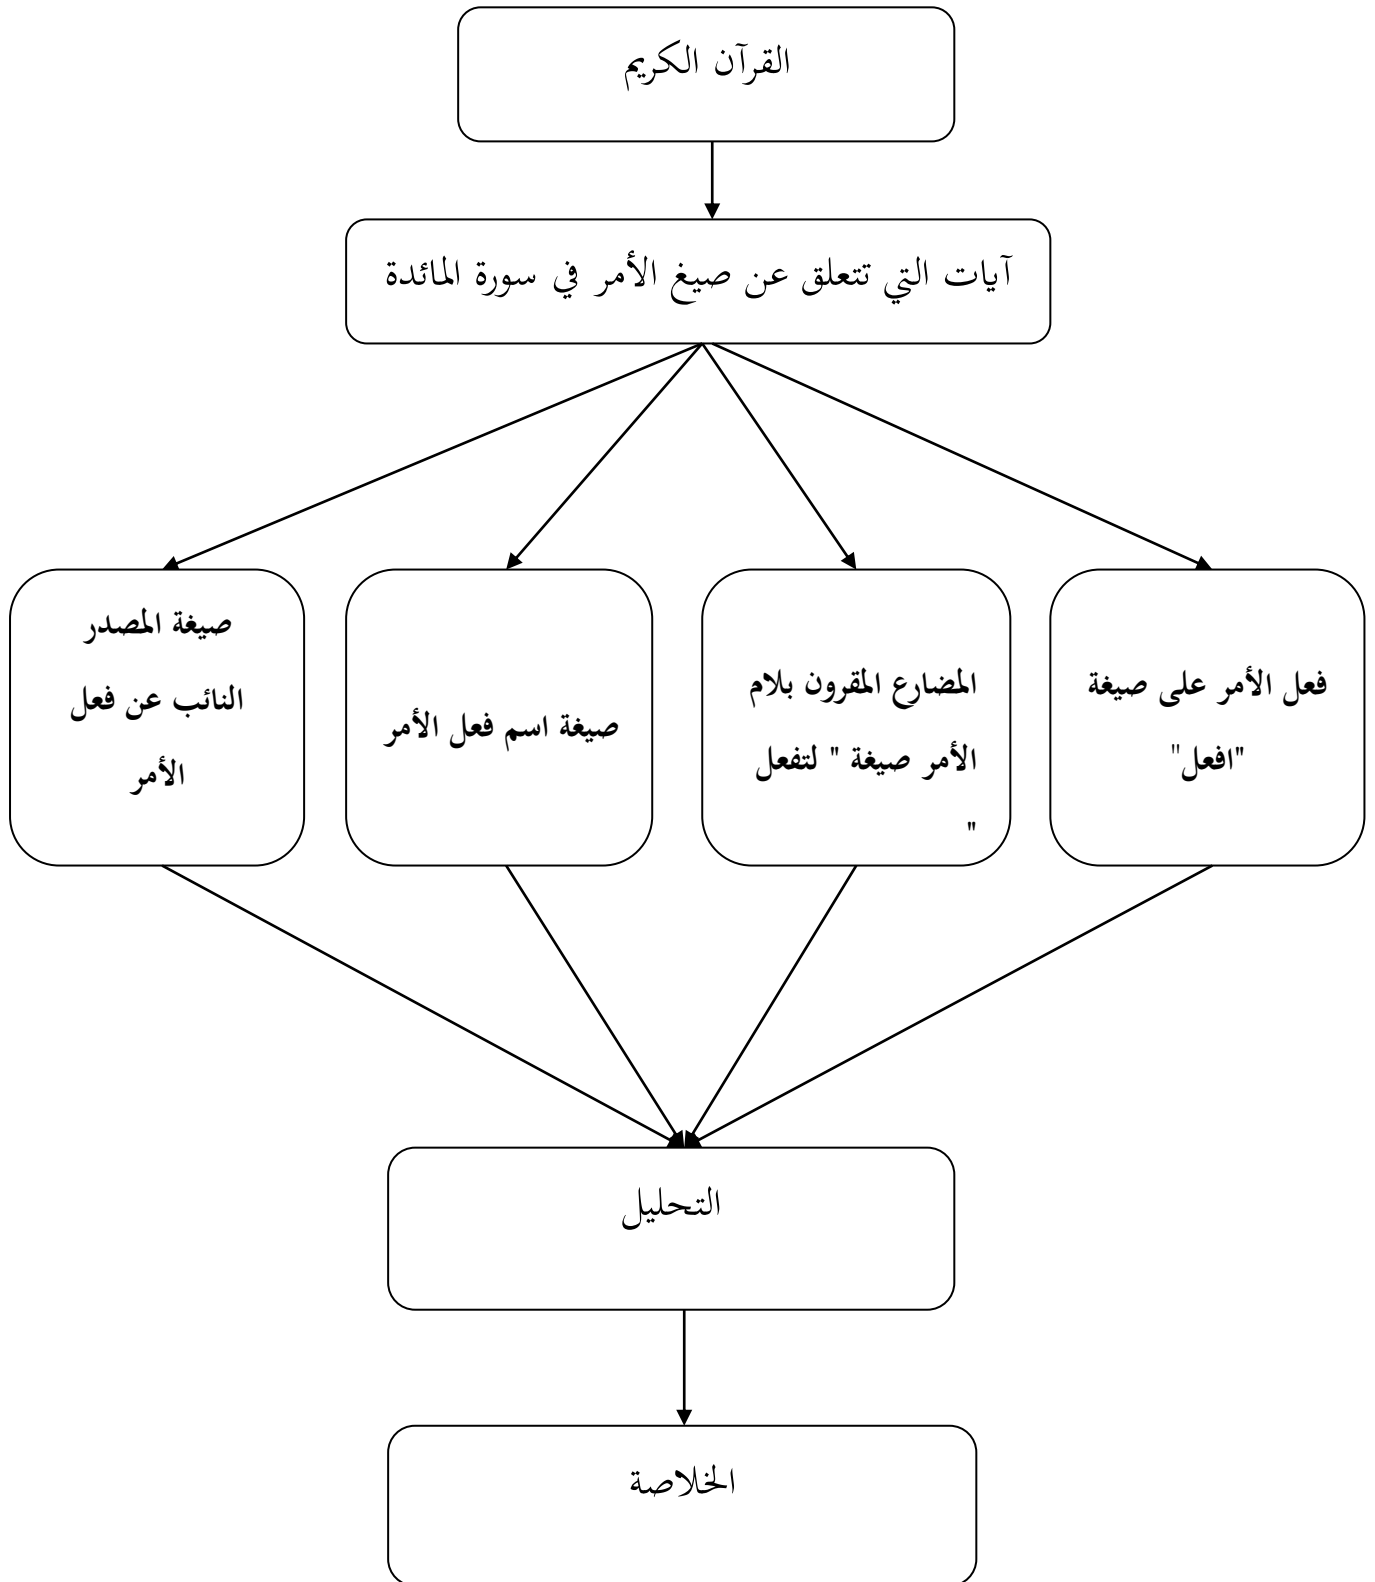 القرآن الكريم
آيات التي تتعلق عن صيغ الأمر في سورة المائدة
فعل الأمر على صيغة
"افعل"
المضارع المقرون بلام
الأمر صيغة " لتفعل
"
صيغة اسم فعل الأمر
صيغة المصدر
النائب عن فعل
الأمر
التحليل
الخلاصة